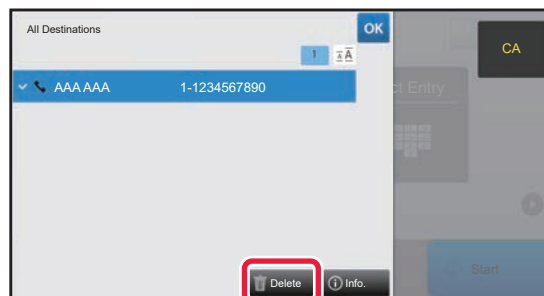 All Destinations
OK
CA
1
A A
AAA AAA 1-1234567890
ct Entry
Delete
Info.
Start